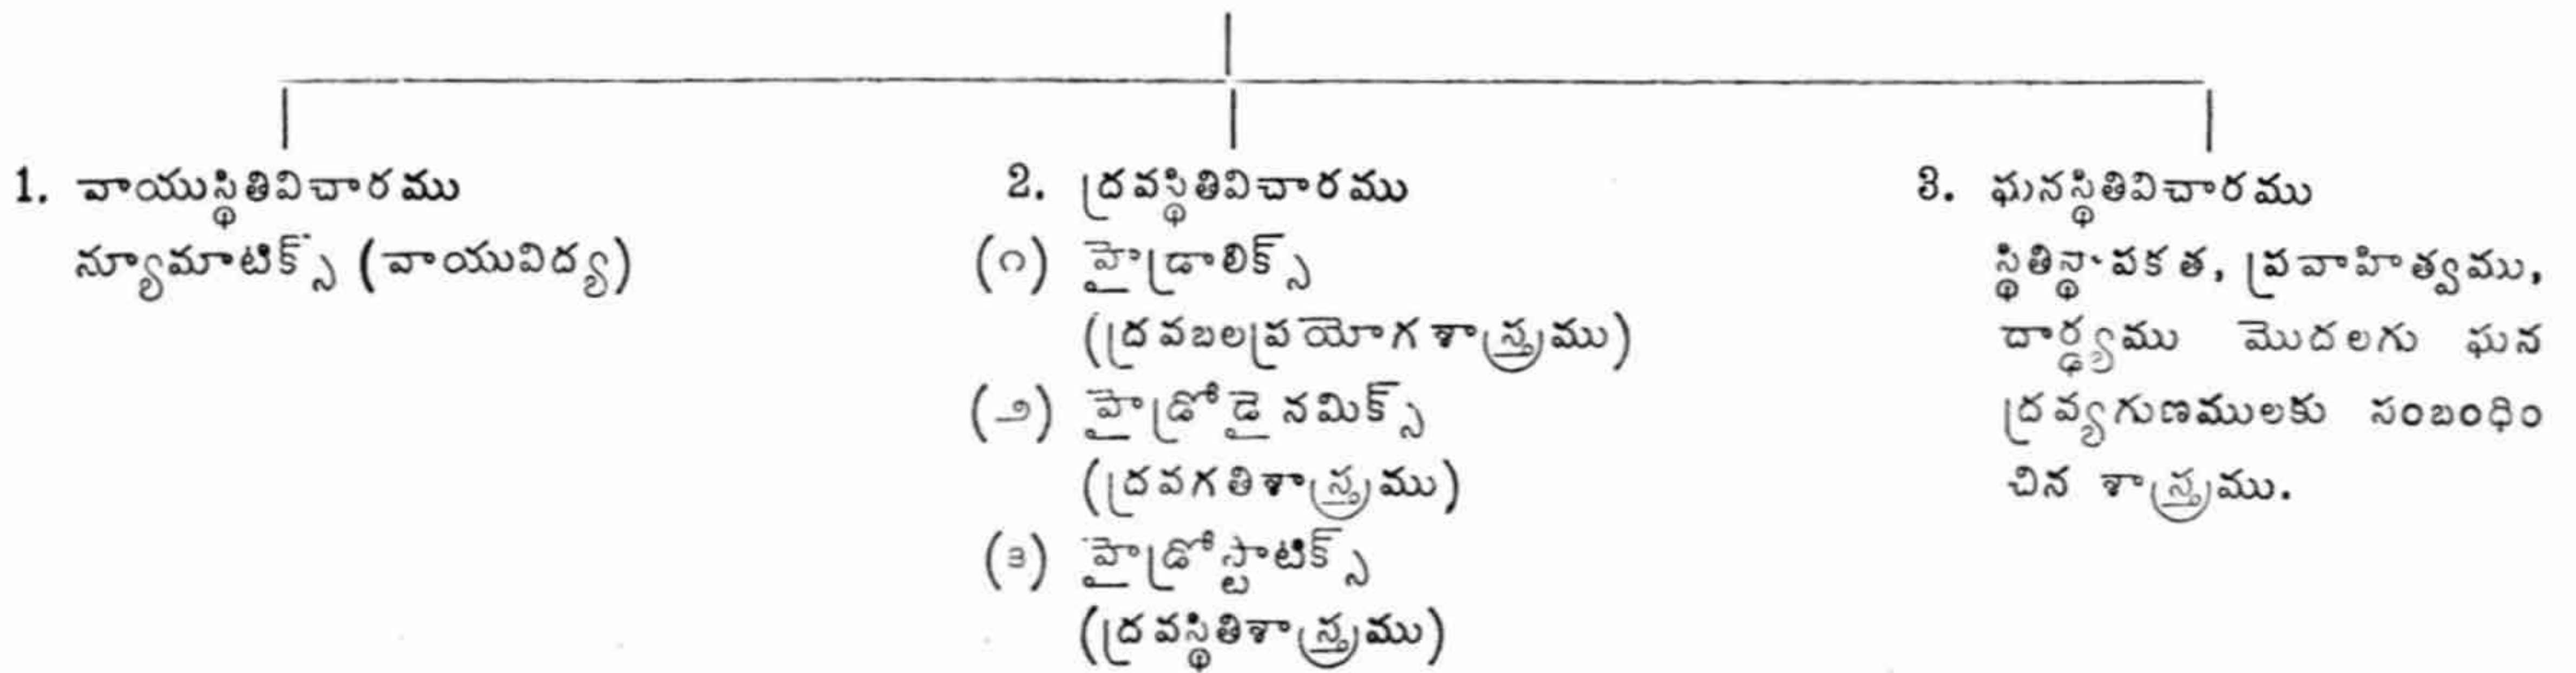 1. వాయుస్థితివిచారము
న్యూమాటిక్స్ (వాయువిద్య)
2. ద్రవస్థితివిచారము
(౧) హైడ్రాలిక్స్
(ద్రవబలప్రయోగశాస్త్రము)
(౨) హైడ్రోడైనమిక్స్
(ద్రవగతిశాస్త్రము)
(౩) హైడ్రోస్టాటిక్స్
(ద్రవస్థితిశాస్త్రము)
3. ఘనస్థితివిచారము
స్థితిస్థాపకత, ప్రవాహిత్వము,
దార్ఢ్యము మొదలగు ఘన
ద్రవ్యగుణములకు సంబంధిం
చిన శాస్త్రము.